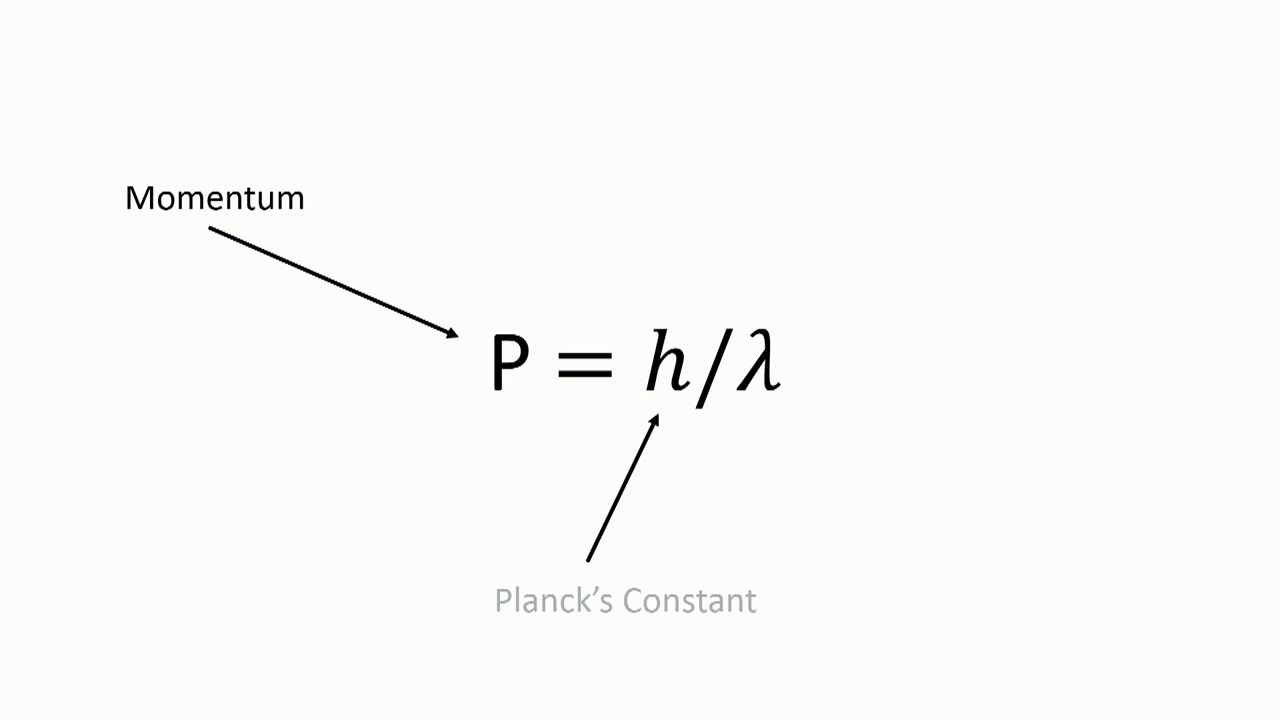 Momentum
P = h/λ
Planck’s Constant